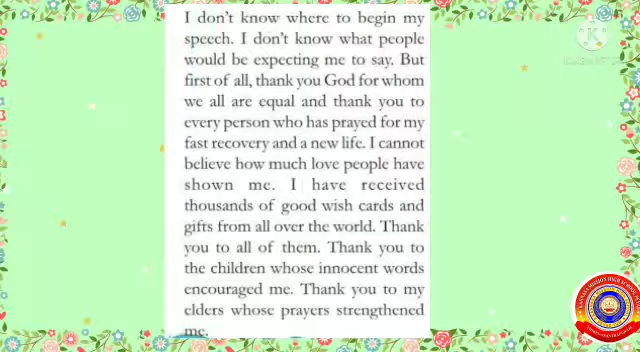 I don't know where to begin my
speech. I don't know what people
would be expecting me to say. But
first of all, thank you God for whom
we all are equal and thank you to
every person who has prayed for my
fast recovery and a new life. I cannot
believe how much love people have
shown me. I have received
thousands of good wish cards and
gifts from all over the world. Thank
you to all of them. Thank you to
the children whose innocent words
encouraged me. Thank you to my
elders whose prayers strengthened
me.
K
KINEMASTER